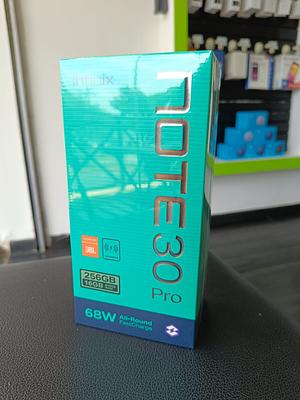 Infinix
NOTE 30
Pro
JBL
256GB
16GB
68W
All-Round
FastCharge